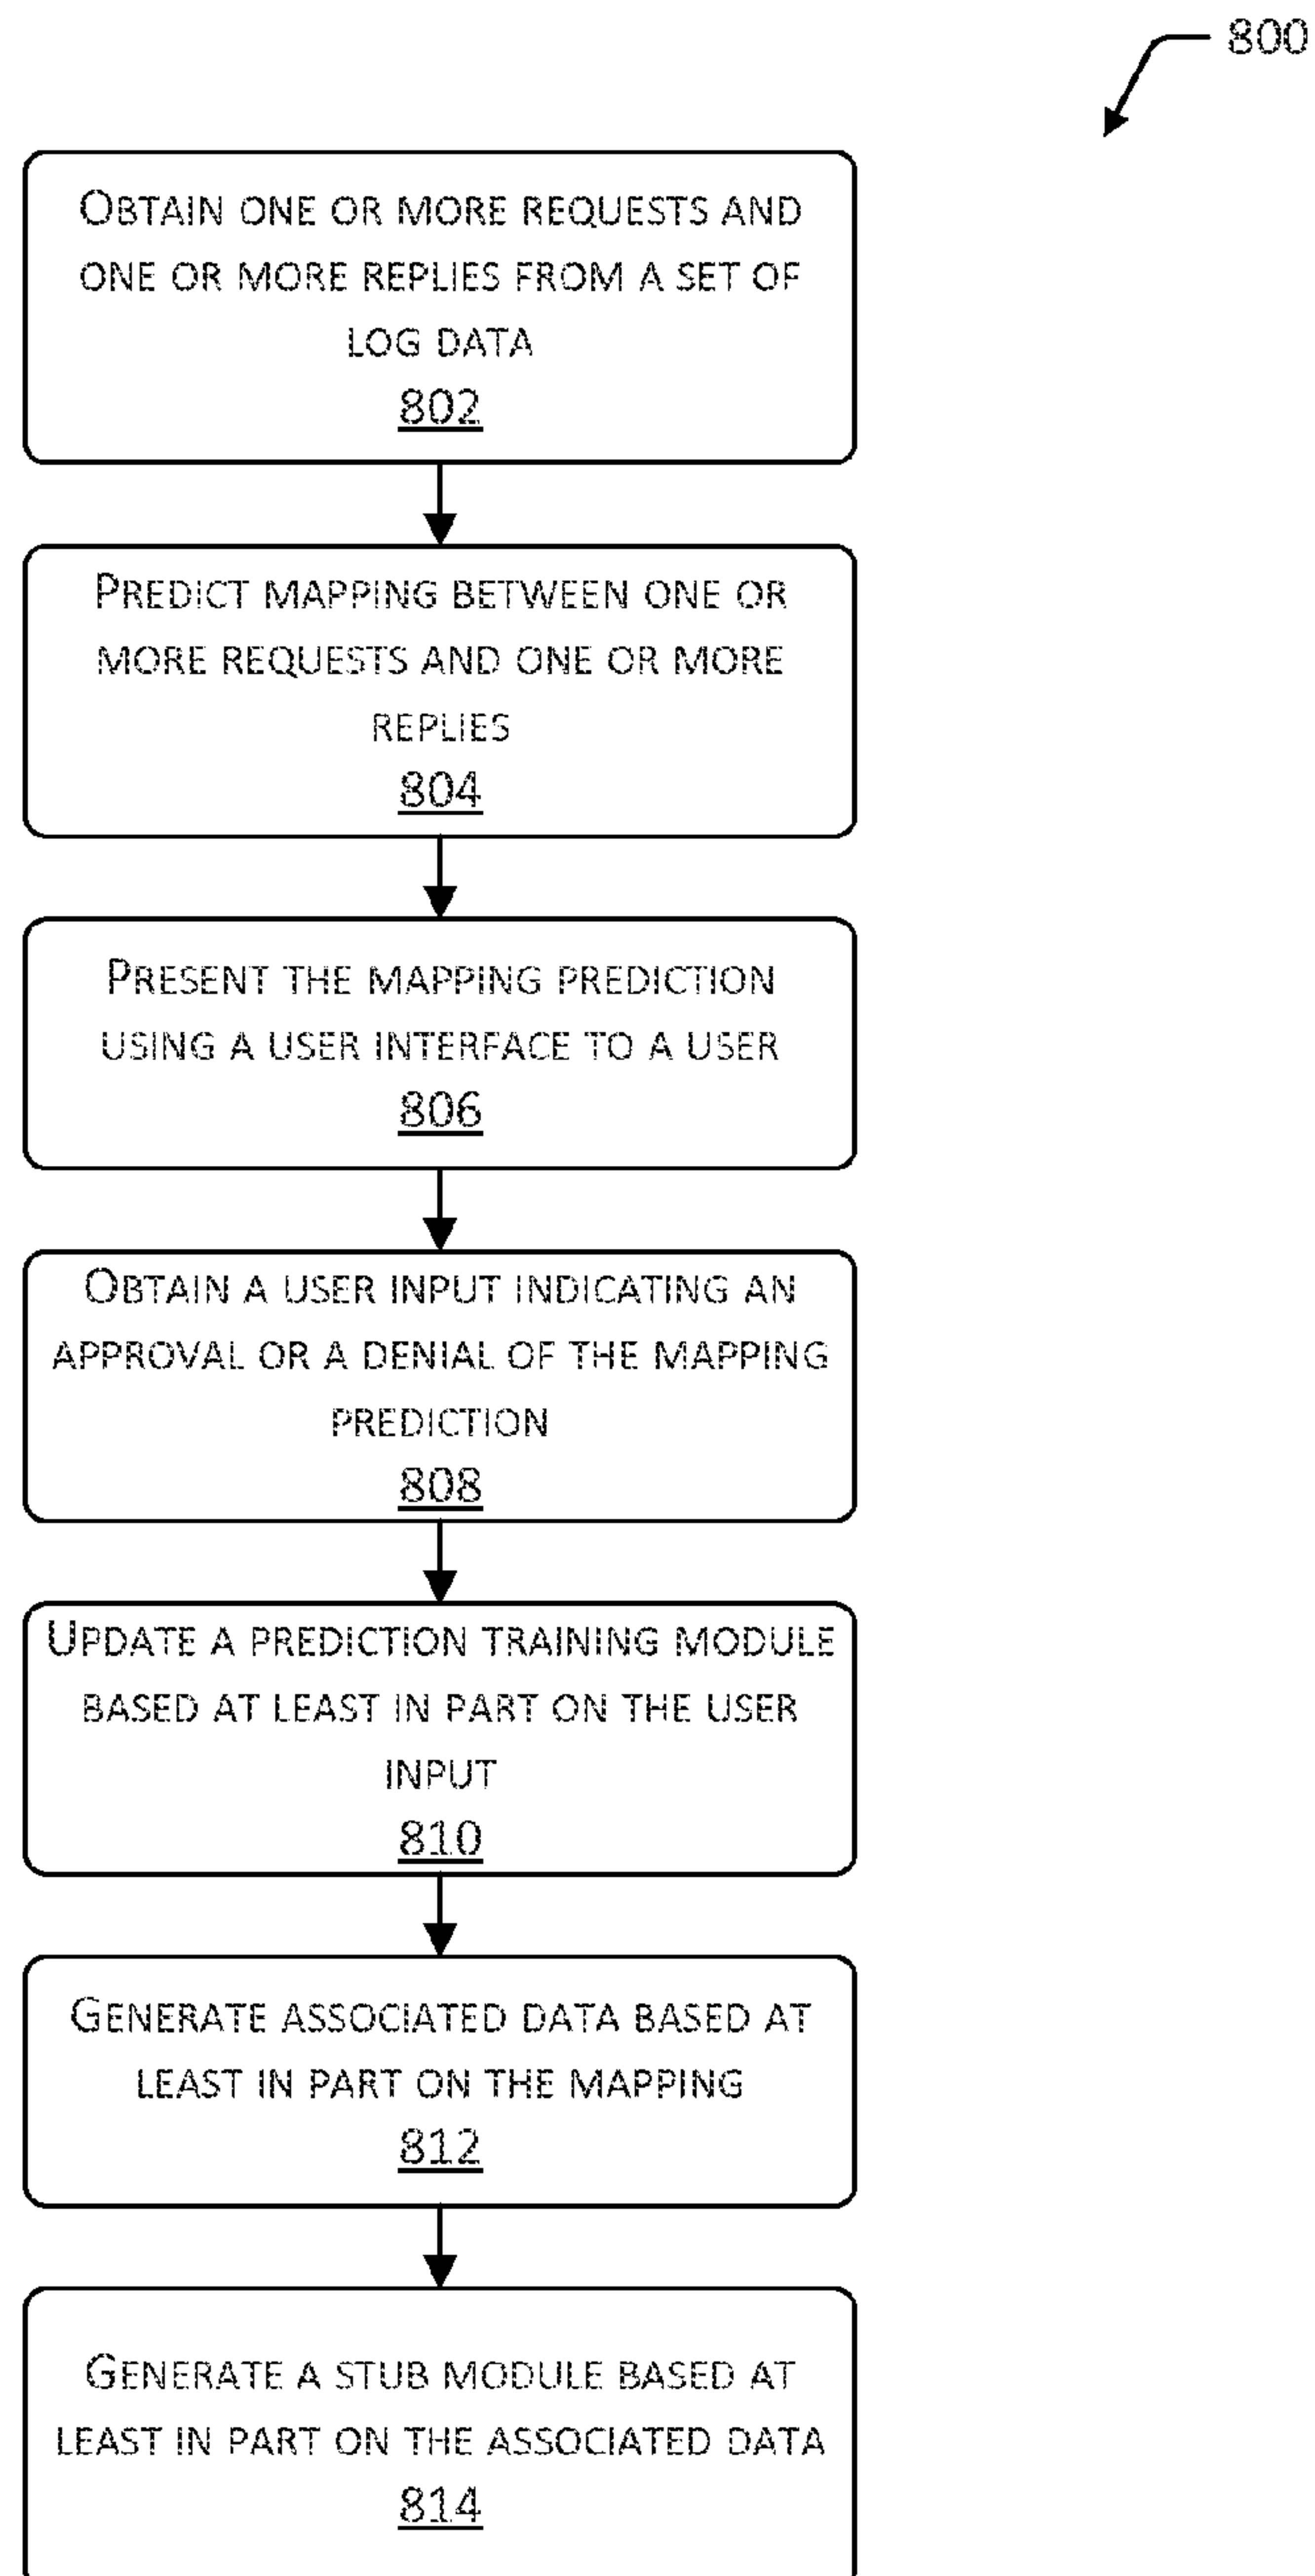 800
OBTAIN ONE OR MORE REQUESTS AND
ONE OR MORE REPLIES FROM A SET OF
LOG DATA
802
PREDICT MAPPING BETWEEN ONE OR
MORE REQUESTS AND ONE OR MORE
REPLIES
804
PRESENT THE MAPPING PREDICTION
USING A USER INTERFACE TO A USER
806
OBTAIN A USER INPUT INDICATING AN
APPROVAL OR A DENIAL OF THE MAPPING
PREDICTION
808
UPDATE A PREDICTION TRAINING MODULE
BASED AT LEAST IN PART ON THE USER
INPUT
810
GENERATE ASSOCIATED DATA BASED AT
LEAST IN PART ON THE MAPPING
812
GENERATE A STUB MODULE BASED AT
LEAST IN PART ON THE ASSOCIATED DATA
814